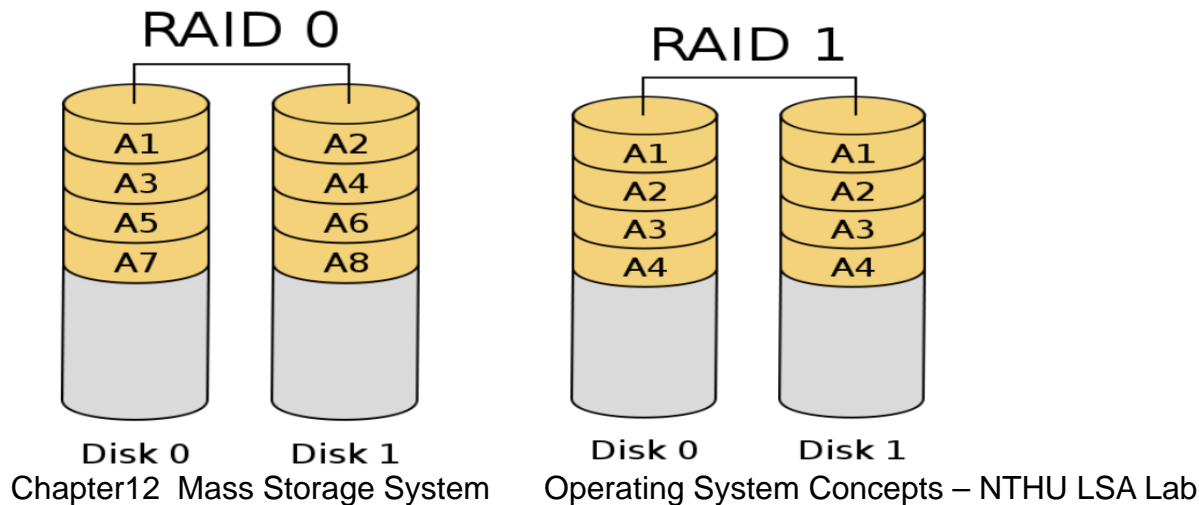 RAID 0
A1
A3
A5
A7
Disk 0
A2
A4
A6
A8
Disk 1
RAID 1
A1
A2
A3
A4
Disk 0
A1
A2
A3
A4
Disk 1
Chapter12 Mass Storage System
Operating System Concepts – NTHU LSA Lab